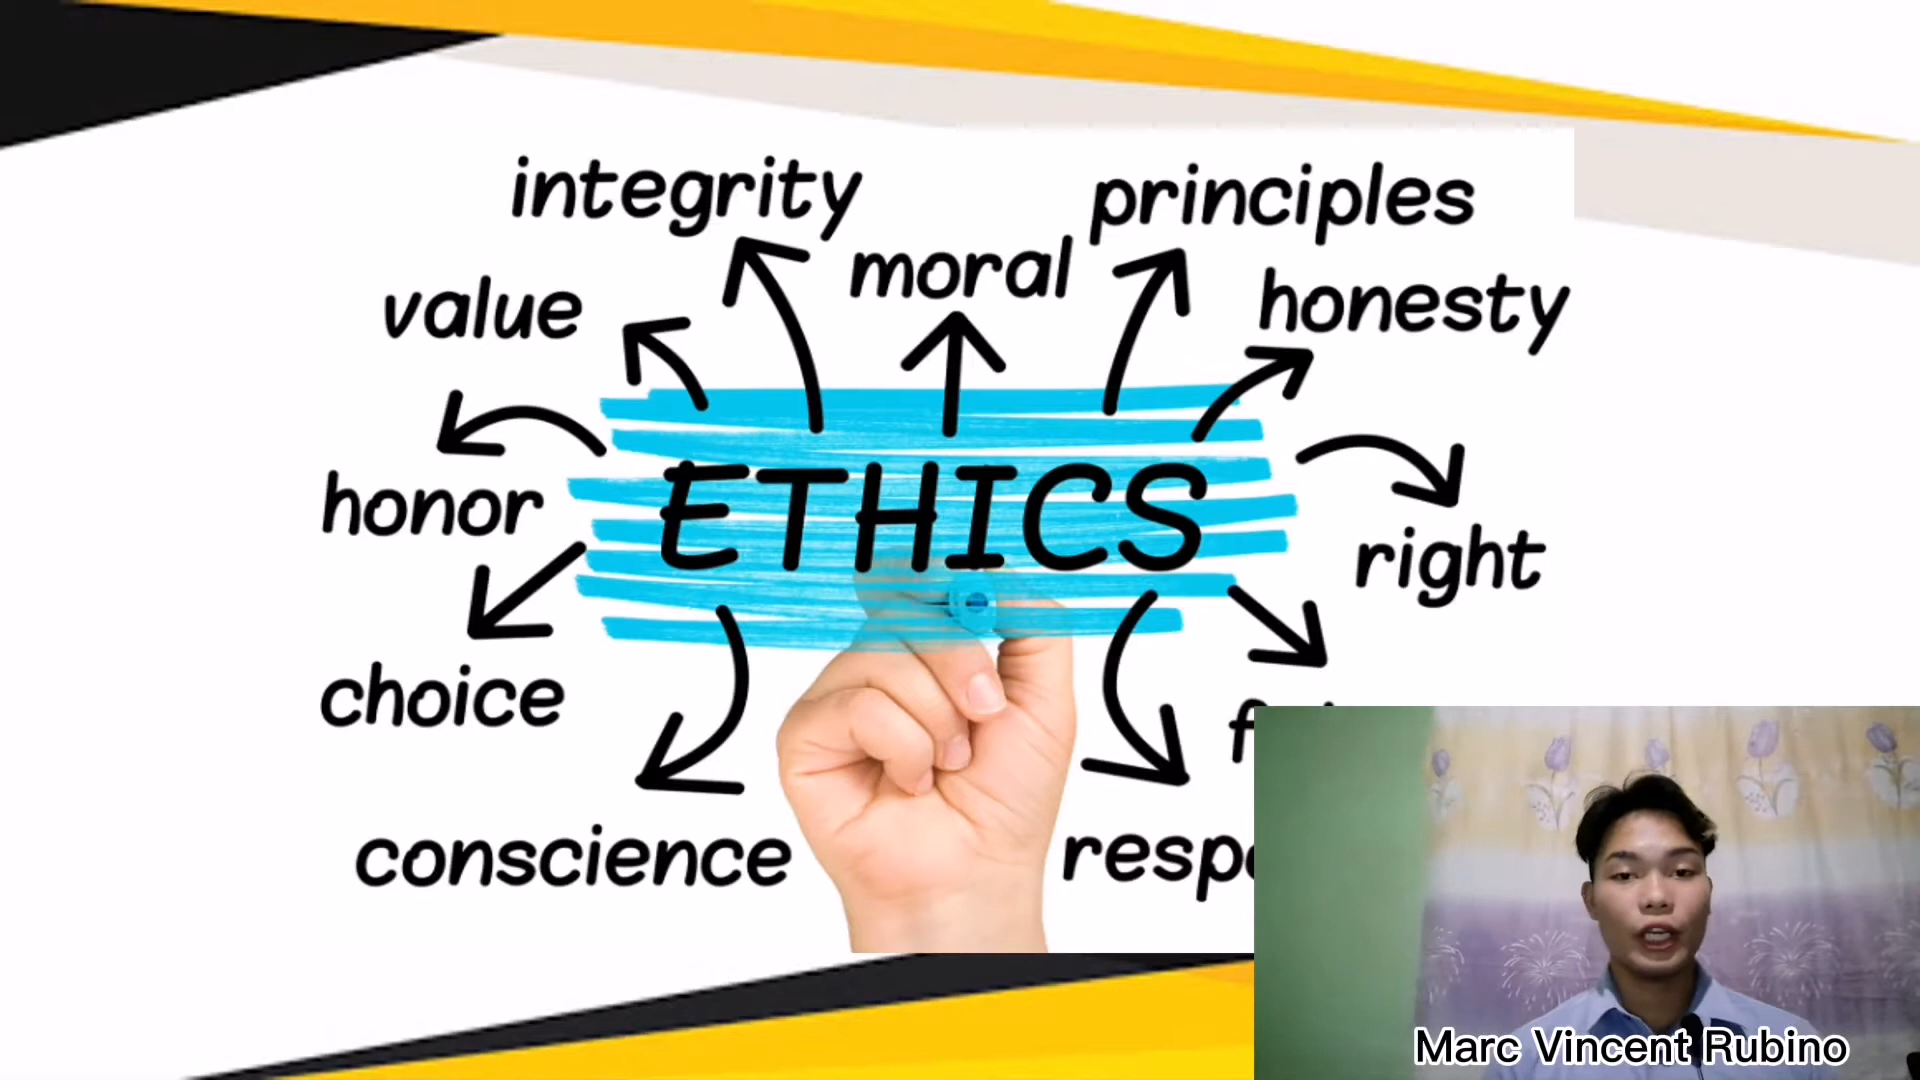 integrity
principles
moral
value
honesty
ETHICS
honor
right
choice
conscience
Marc Vincent Rubino